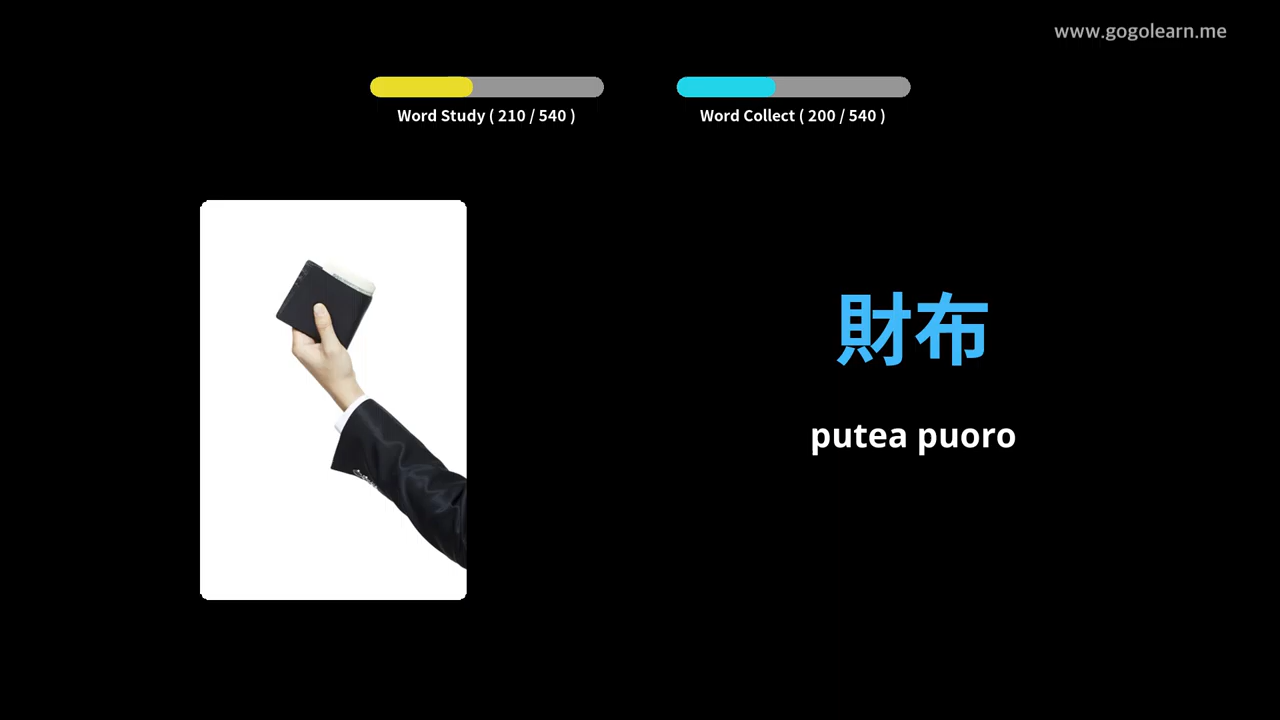 www.gogolearn.me
Word Study ( 210 / 540 )
Word Collect ( 200 / 540 )
財布
putea puoro